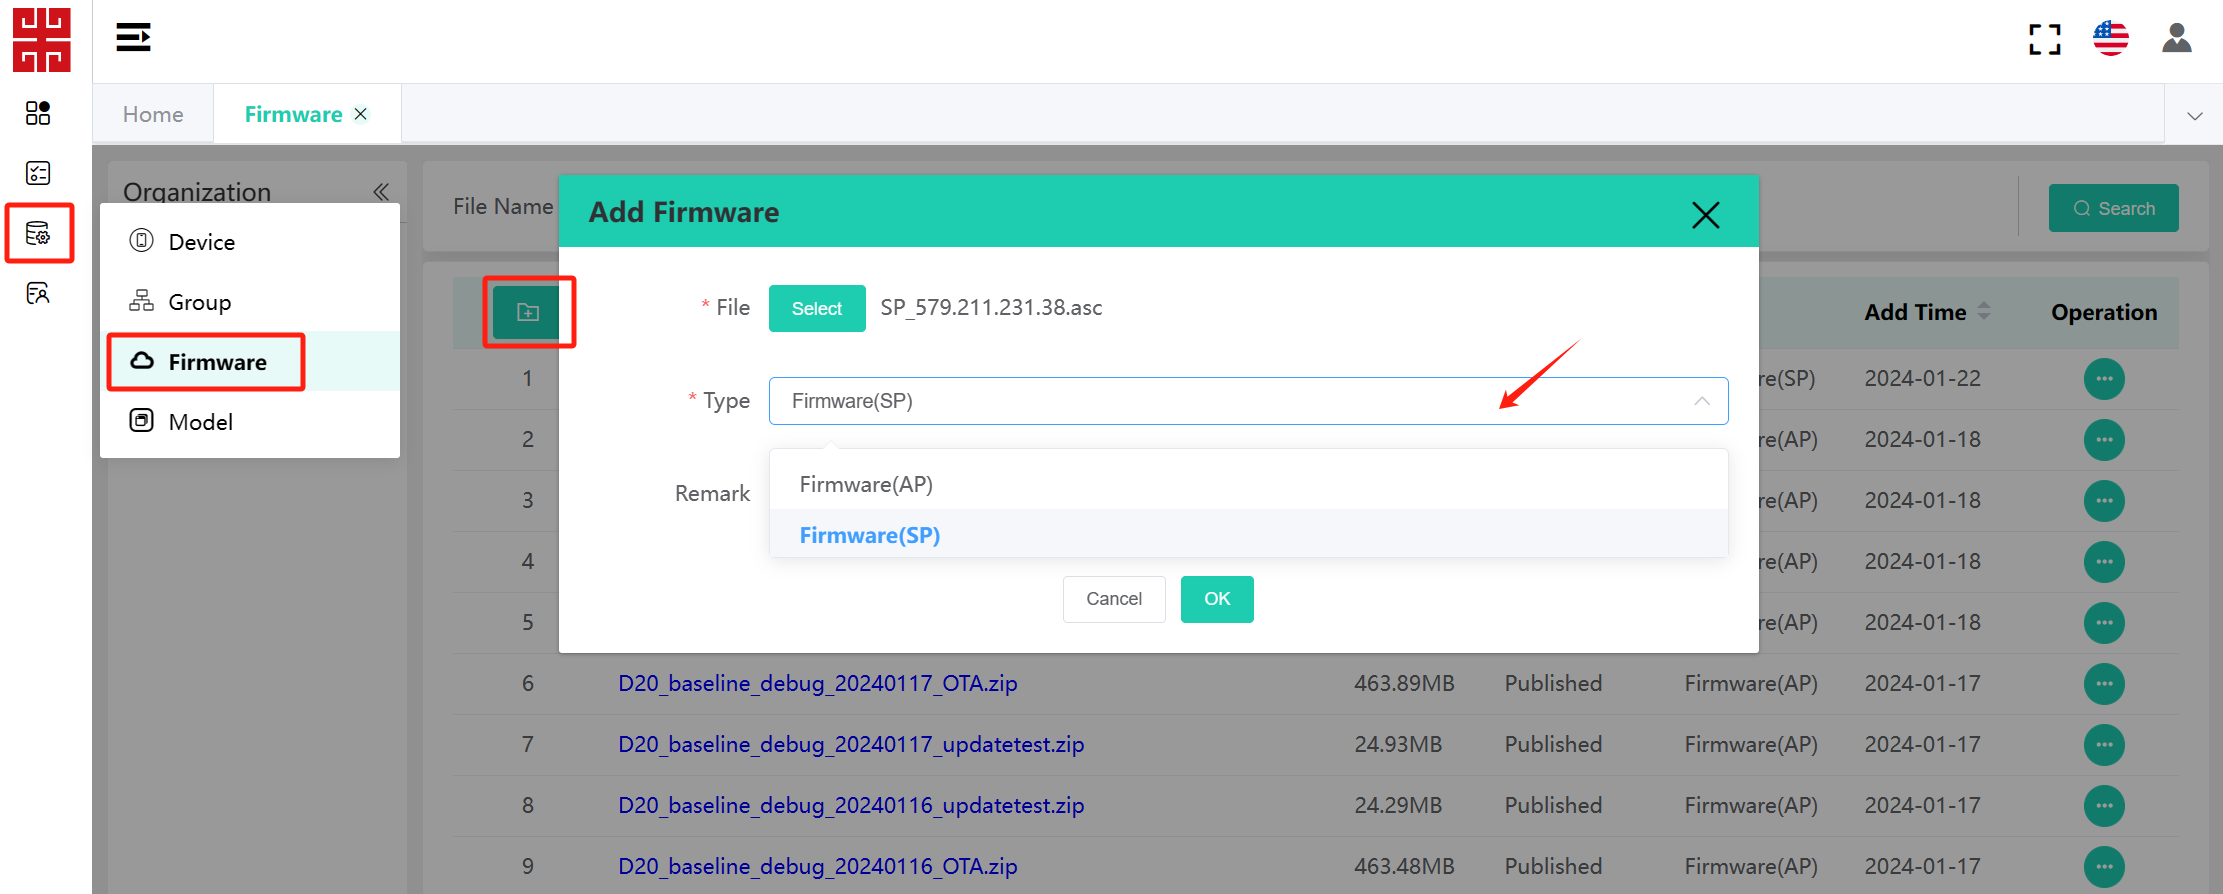 Home
Firmware
Organization
Device
Group
Firmware
Model
File Name
Search
Add Firmware
* File Select SP_579.211.231.38.asc
* Type Firmware(SP)
Firmware(AP)
Firmware(SP)
Remark
Cancel OK
Add Time Operation
1 re(SP) 2024-01-22
2 re(AP) 2024-01-18
3 re(AP) 2024-01-18
4 re(AP) 2024-01-18
5 re(AP) 2024-01-18
6 D20_baseline_debug_20240117_OTA.zip 463.89MB Published Firmware(AP) 2024-01-17
7 D20_baseline_debug_20240117_updatetest.zip 24.93MB Published Firmware(AP) 2024-01-17
8 D20_baseline_debug_20240116_updatetest.zip 24.29MB Published Firmware(AP) 2024-01-17
9 D20_baseline_debug_20240116_OTA.zip 463.48MB Published Firmware(AP) 2024-01-17